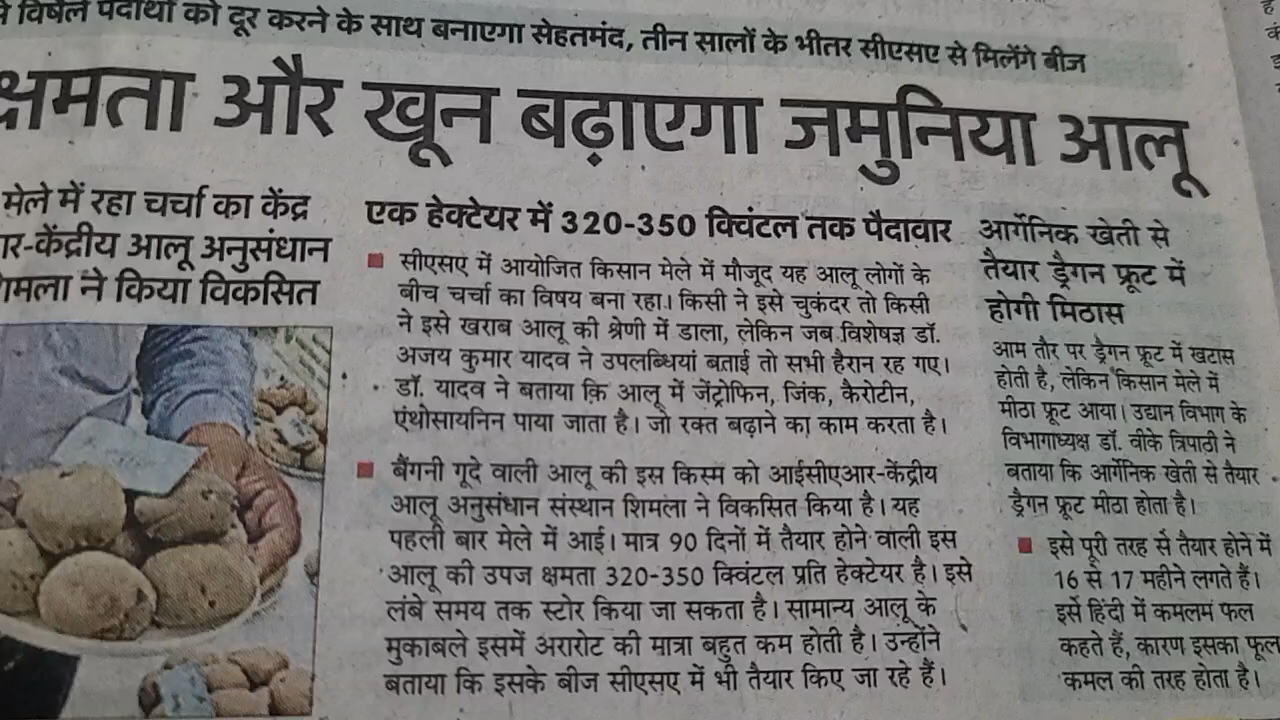 विषैले पदार्थों को दूर करने के साथ बनाएगा सेहतमंद, तीन सालों के भीतर सीएसए से मिलेंगे बीज
क्षमता और खून बढ़ाएगा जमुनिया आलू
मेले में रहा चर्चा का केंद्र
र-केंद्रीय आलू अनुसंधान
मला ने किया विकसित
एक हेक्टेयर में 320-350 क्विंटल तक पैदावार
सीएसए में आयोजित किसान मेले में मौजूद यह आलू लोगों के
बीच चर्चा का विषय बना रहा। किसी ने इसे चुकंदर तो किसी
ने इसे खराब आलू की श्रेणी में डाला, लेकिन जब विशेषज्ञ डॉ.
अजय कुमार यादव ने उपलब्धियां बताई तो सभी हैरान रह गए।
डॉ. यादव ने बताया कि आलू में जेंट्रोफिन, जिंक, कैरोटीन,
एंथोसायनिन पाया जाता है। जो रक्त बढ़ाने का काम करता है।
बैंगनी गूदे वाली आलू की इस किस्म को आईसीएआर-केंद्रीय
आलू अनुसंधान संस्थान शिमला ने विकसित किया है। यह
पहली बार मेले में आई। मात्र 90 दिनों में तैयार होने वाली इस
आलू की उपज क्षमता 320-350 क्विंटल प्रति हेक्टेयर है। इसे
लंबे समय तक स्टोर किया जा सकता है। सामान्य आलू के
मुकाबले इसमें अरारोट की मात्रा बहुत कम होती है। उन्होंने
बताया कि इसके बीज सीएसए में भी तैयार किए जा रहे हैं।
आर्गेनिक खेती से
तैयार ड्रैगन फ्रूट में
होगी मिठास
आम तौर पर ड्रैगन फ्रूट में खटास
होती है, लेकिन किसान मेले में
मीठा फ्रूट आया। उद्यान विभाग के
विभागाध्यक्ष डॉ. वीके त्रिपाठी ने
बताया कि आर्गेनिक खेती से तैयार
ड्रैगन फ्रूट मीठा होता है।
इसे पूरी तरह से तैयार होने में
16 से 17 महीने लगते हैं।
इसे हिंदी में कमलम फल
कहते हैं, कारण इसका फूल
कमल की तरह होता है।